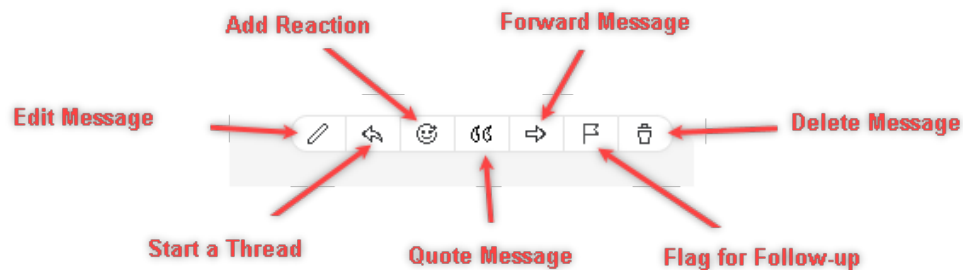 Add Reaction
Forward Message
Edit Message
Delete Message
Start a Thread
Quote Message
Flag for Follow-up